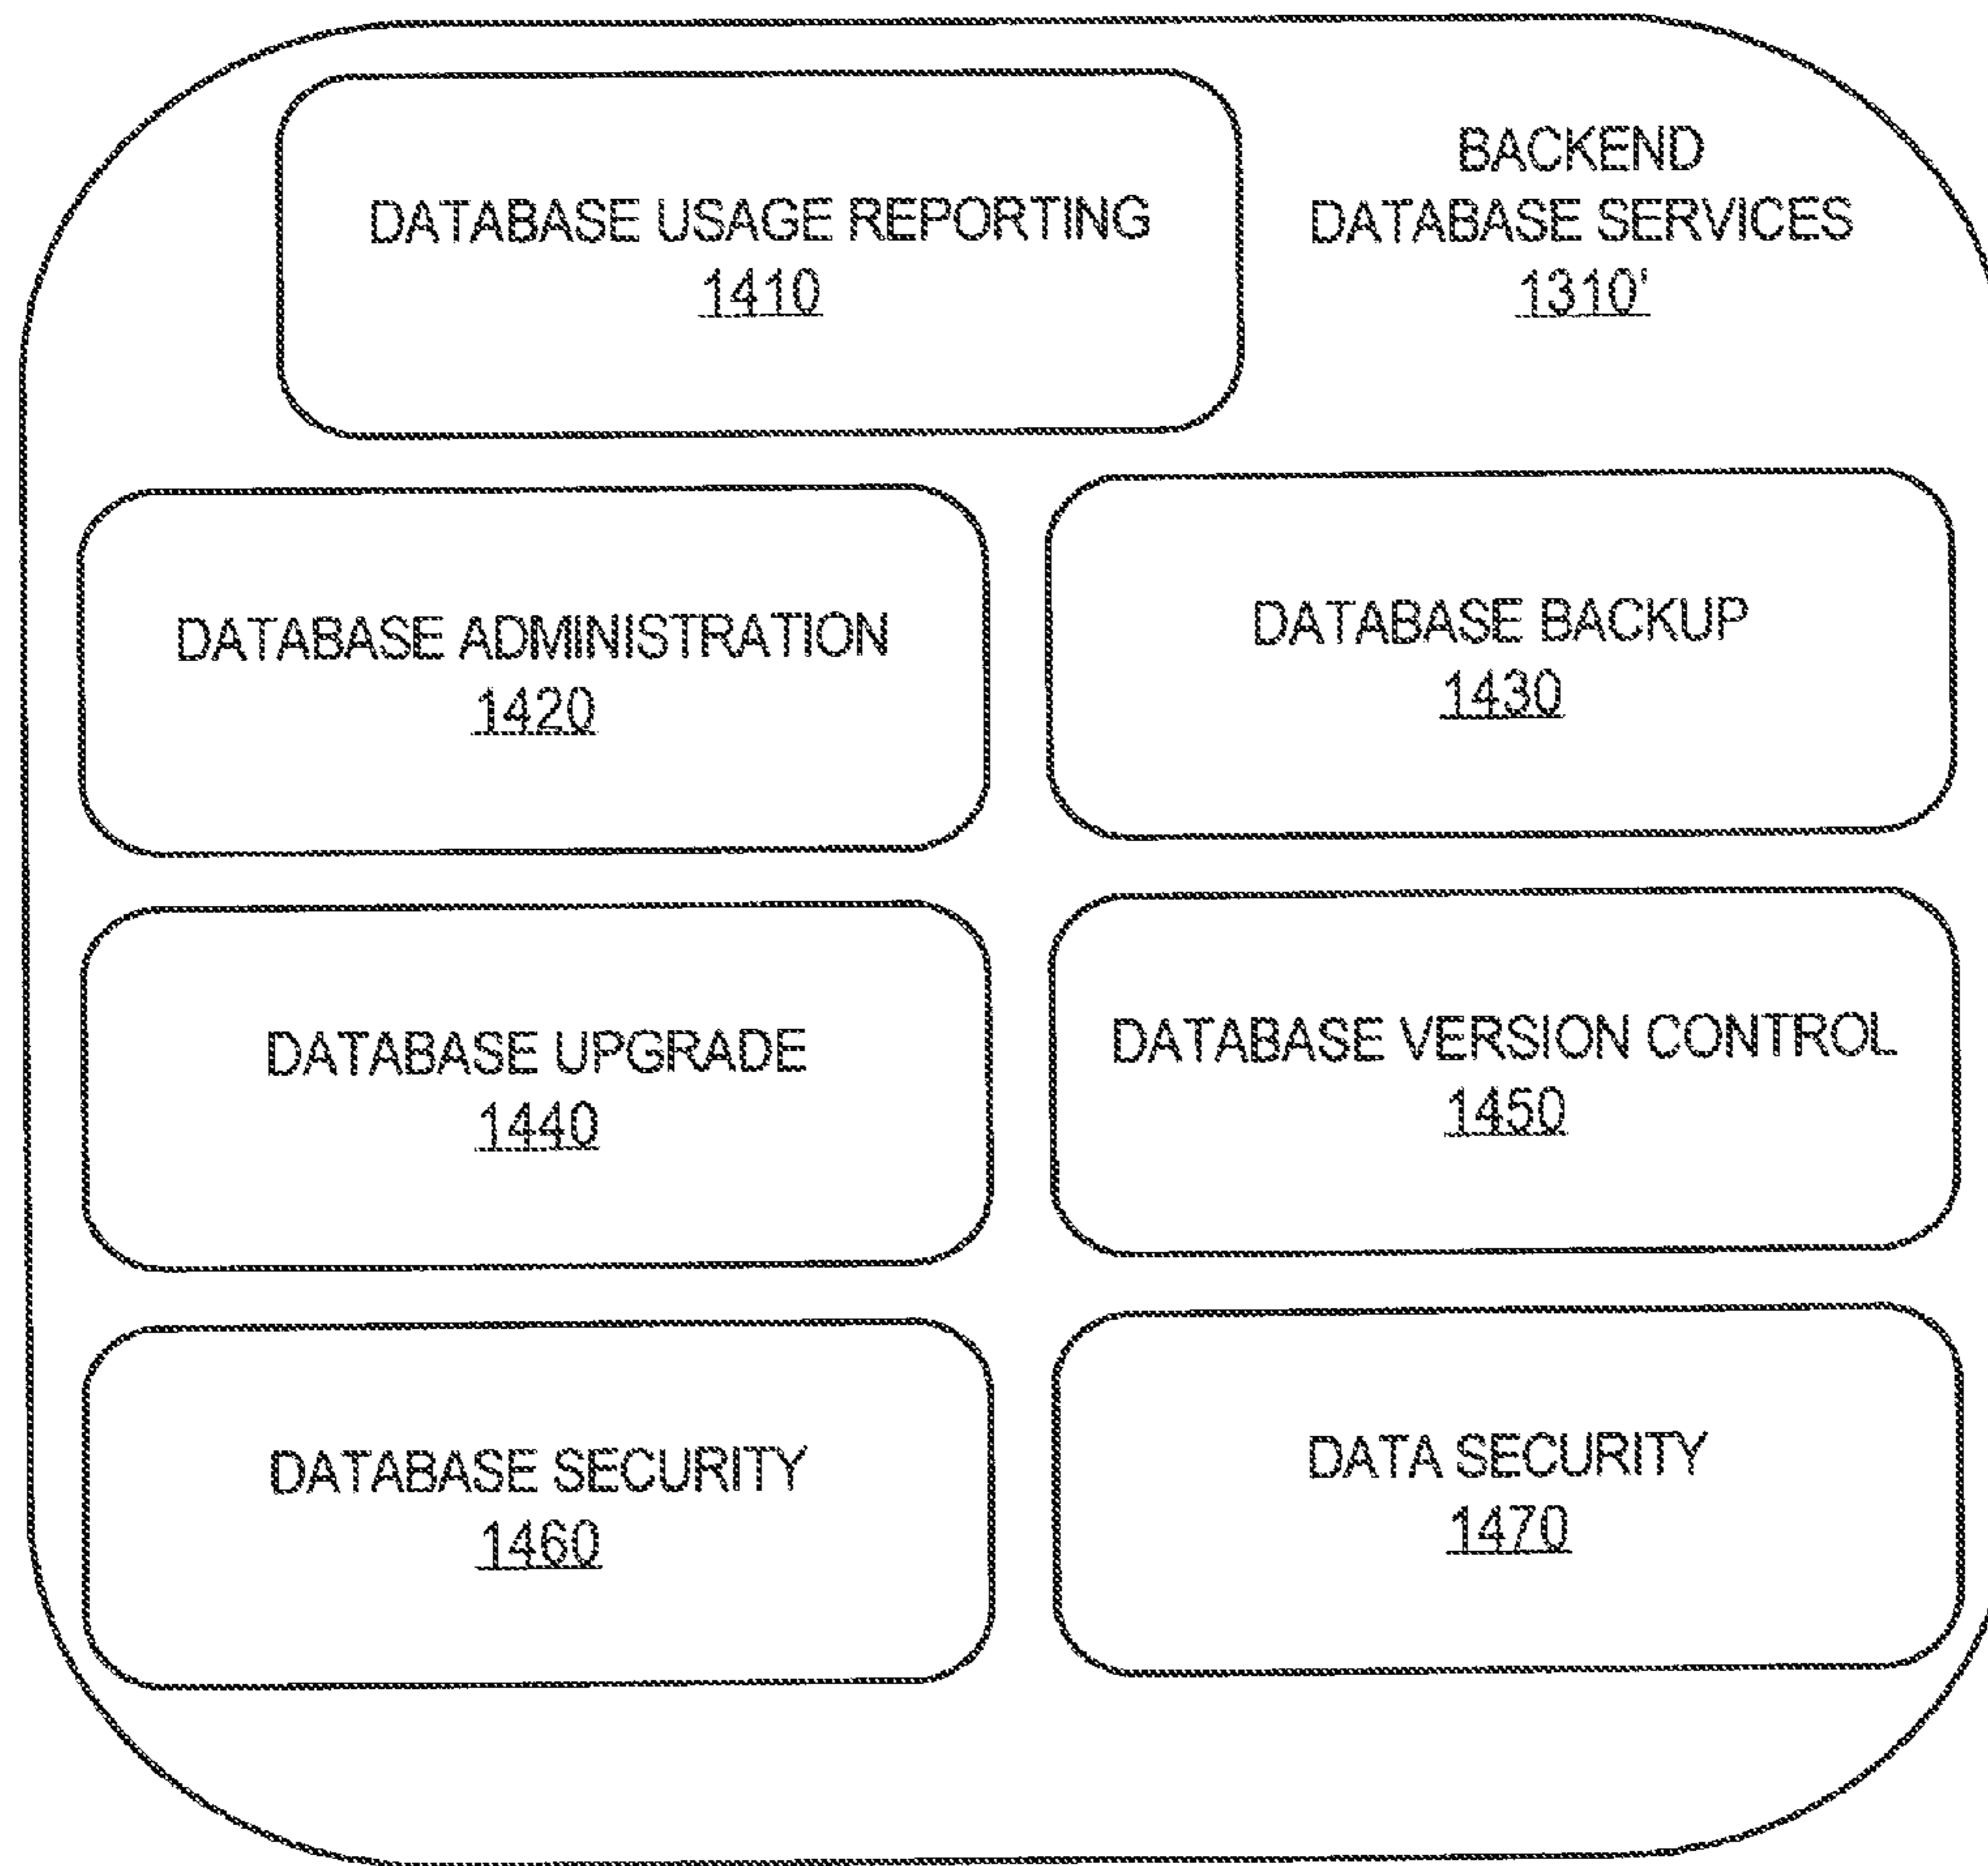 DATABASE USAGE REPORTING
1410
BACKEND
DATABASE SERVICES
1310'
DATABASE ADMINISTRATION
1420
DATABASE BACKUP
1430
DATABASE UPGRADE
1440
DATABASE VERSION CONTROL
1450
DATABASE SECURITY
1460
DATA SECURITY
1470